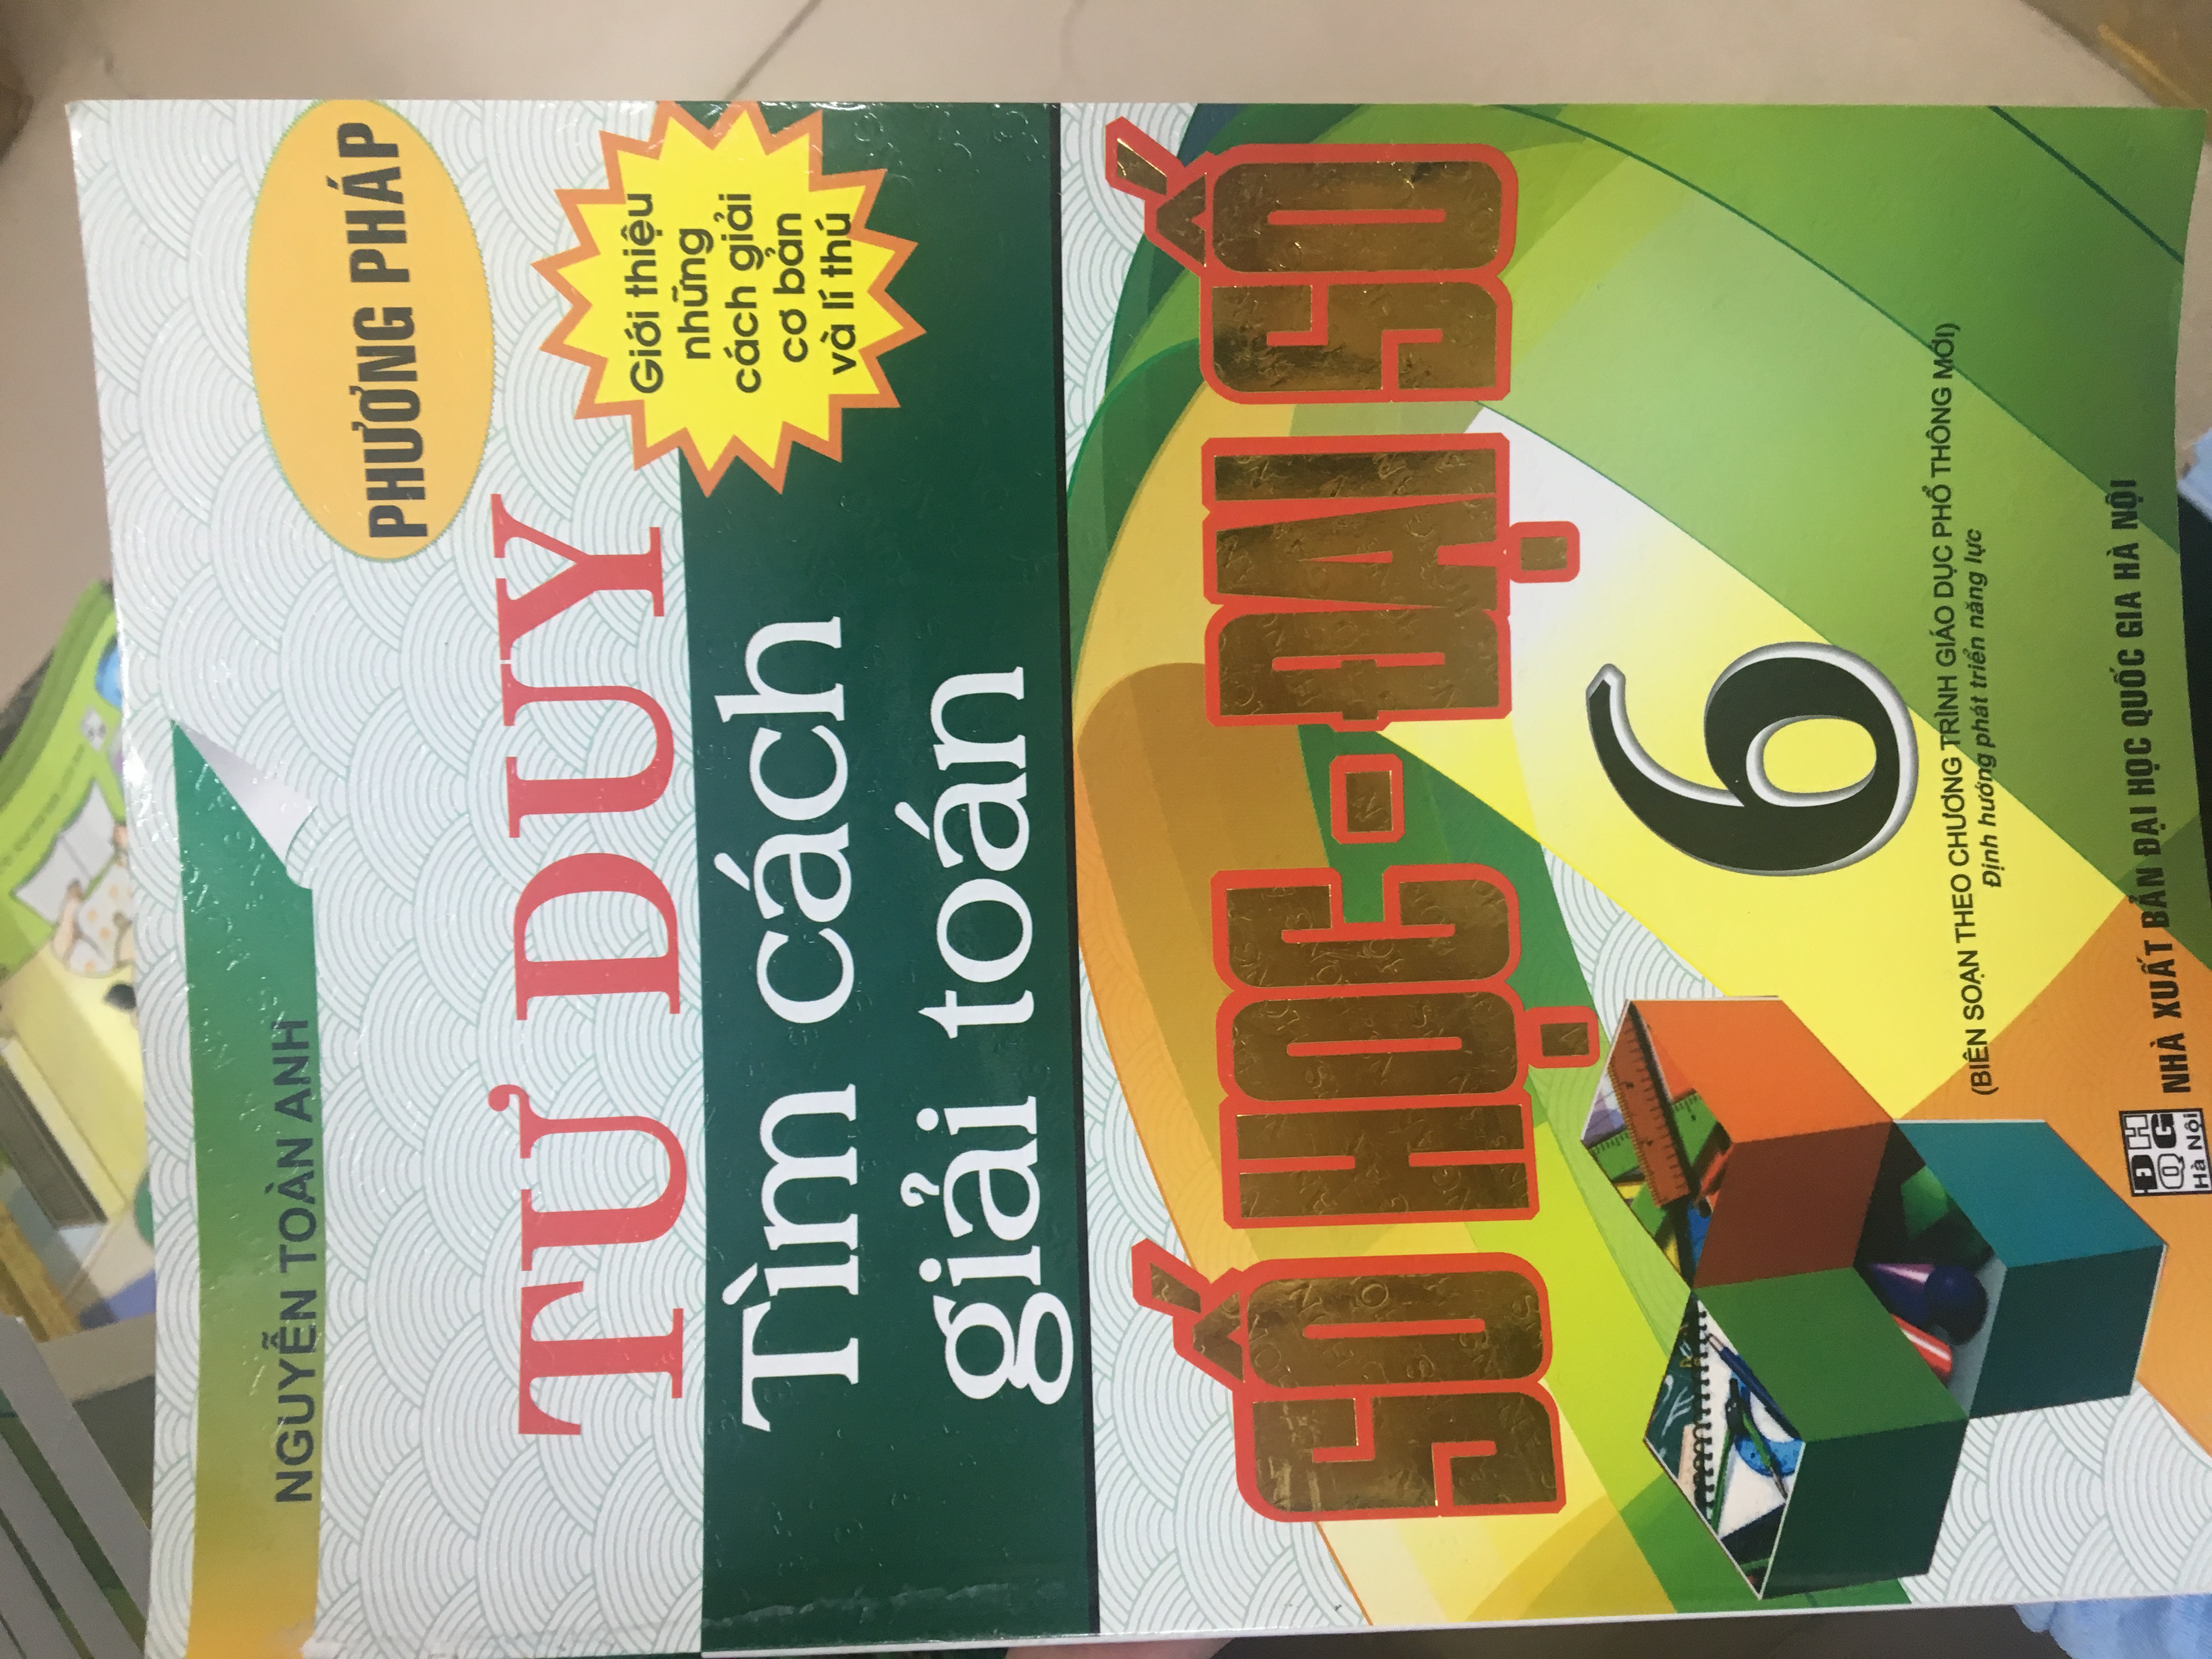 NGUYỄN TOÀN ANH
PHƯƠNG PHÁP
TƯ DUY
Tìm cách
giải toán
Giới thiệu
những
cách giải
cơ bản
và lí thú
SỐ HỌC - ĐẠI SỐ
6
(BIÊN SOẠN THEO CHƯƠNG TRÌNH GIÁO DỤC PHỔ THÔNG MỚI)
Định hướng phát triển năng lực
ĐH
QG
Hà Nội
NHÀ XUẤT BẢN ĐẠI HỌC QUỐC GIA HÀ NỘI